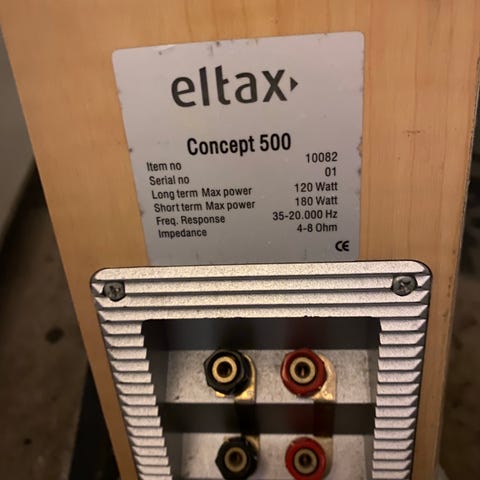 eltax
Concept 500
Item no 10082
Serial no 01
Long term Max power 120 Watt
Short term Max power 180 Watt
Freq. Response 35-20.000 Hz
Impedance 4-8 Ohm
CE